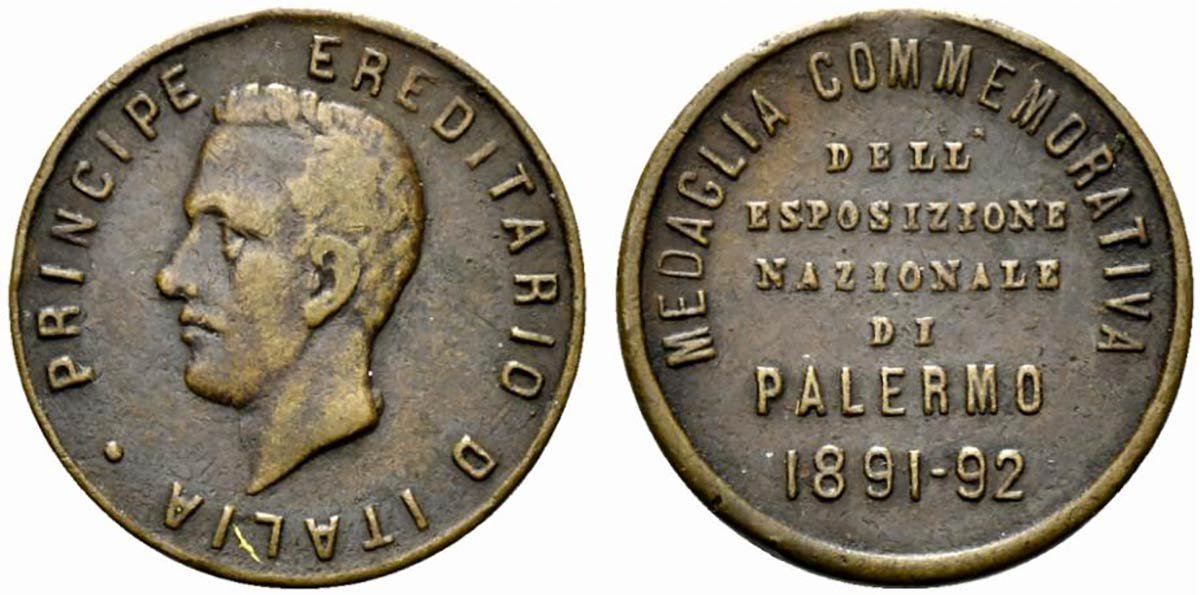 PRINCIPE EREDITARIO D ITALIA
MEDAGLIA COMMEMORATIVA
DELL'
ESPOSIZIONE
NAZIONALE
DI
PALERMO
1891-92